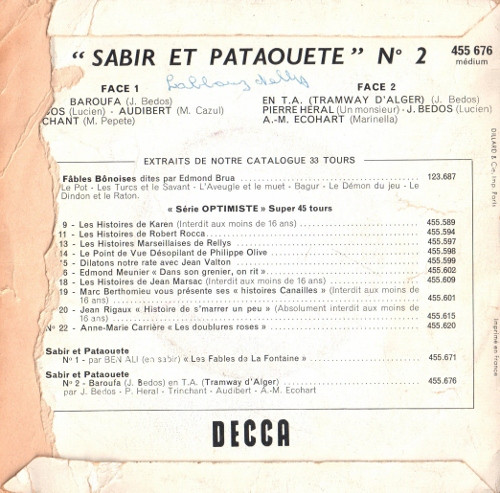 “ SABIR ET PATAOUETE ” N° 2
455 676
médium
FACE 1
BAROUFA (J. Bedos)
OS (Lucien) - AUDIBERT (M. Cazul)
CHANT (M. Pepete)
FACE 2
EN T.A. (TRAMWAY D'ALGER) (J. Bedos)
PIERRE HÉRAL (Un monsieur) - J. BEDOS (Lucien)
A.-M. ECOHART (Marinella)
EXTRAITS DE NOTRE CATALOGUE 33 TOURS
Fâbles Bônoises dites par Edmond Brua 123.687
Le Pot - Les Turcs et le Savant - L'Aveugle et le muet - Bagur - Le Démon du jeu - Le
Dindon et le Raton.
« Série OPTIMISTE » Super 45 tours
9 - Les Histoires de Karen (Interdit aux moins de 16 ans) 455.589
11 - Les Histoires de Robert Rocca 455.594
13 - Les Histoires Marseillaises de Rellys 455.597
14 - Le Point de Vue Désopilant de Philippe Olive 455.598
15 - Dilatons notre rate avec Jean Valton 455.599
6 - Edmond Meunier « Dans son grenier, on rit » 455.602
18 - Les Histoires de Jean Marsac (Interdit aux moins de 16 ans) 455.609
19 - Marc Berthomieu vous présente ses « histoires Canailles » (Interdit aux moins de
16 ans) 455.601
20 - Jean Rigaux « Histoire de s'marrer un peu » (Absolument interdit aux moins de
16 ans) 455.615
N° 22 - Anne-Marie Carrière « Les doublures roses » 455.620
Sabir et Pataouete
N° 1 - par BEN ALI (en sabir) « Les Fables de La Fontaine » 455.671
Sabir et Pataouete
N° 2 - Baroufa (J. Bedos) en T.A. (Tramway d'Alger) 455.676
par J. Bedos - P. Heral - Trinchant - Audibert - A.-M. Ecohart
DECCA
DILLARD & Cie, Imp. Paris
Imprimé en France